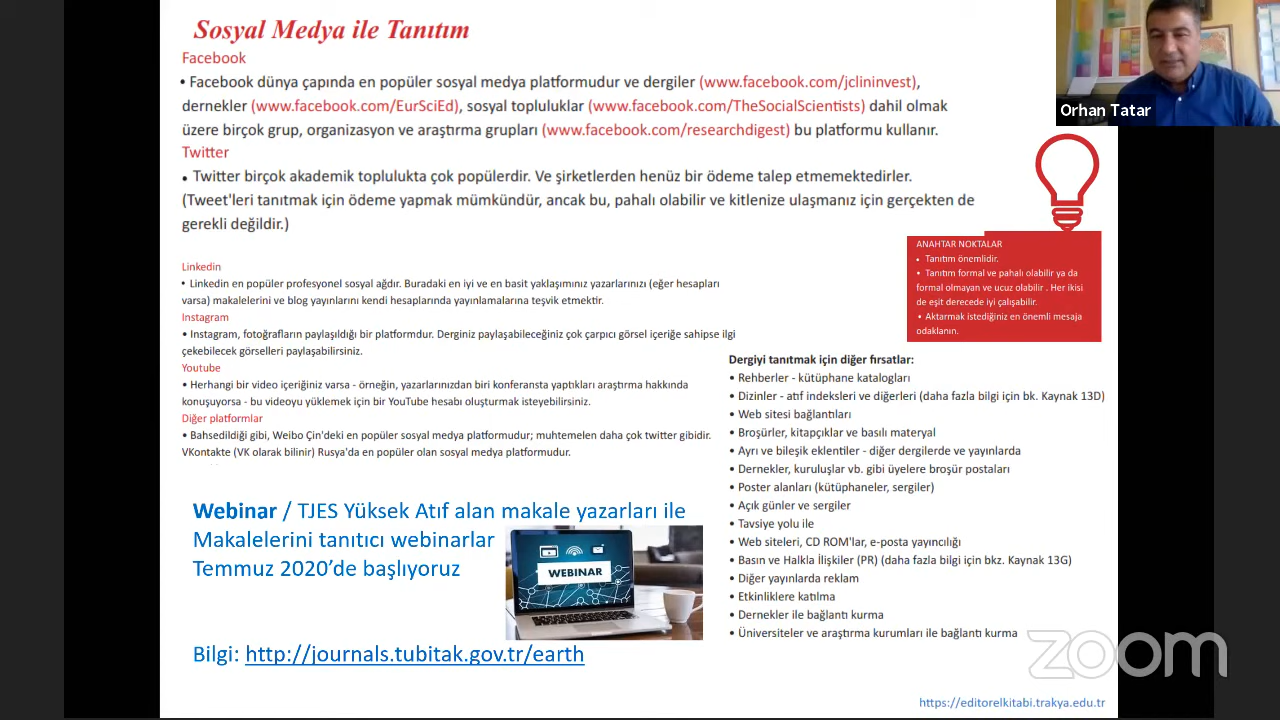 Sosyal Medya ile Tanıtım
Facebook
• Facebook dünya çapında en popüler sosyal medya platformudur ve dergiler (www.facebook.com/jclininvest),
dernekler (www.facebook.com/EurSciEd), sosyal topluluklar (www.facebook.com/TheSocialScientists) dahil olmak
üzere birçok grup, organizasyon ve araştırma grupları (www.facebook.com/researchdigest) bu platformu kullanır.
Twitter
• Twitter birçok akademik toplulukta çok popülerdir. Ve şirketlerden henüz bir ödeme talep etmemektedirler.
(Tweet'leri tanıtmak için ödeme yapmak mümkündür, ancak bu, pahalı olabilir ve kitlenize ulaşmanız için gerçekten de
gerekli değildir.)
Linkedin
• Linkedin en popüler profesyonel sosyal ağdır. Buradaki en iyi ve en basit yaklaşımınız yazarlarınızı (eğer hesapları
varsa) makalelerini ve blog yayınlarını kendi hesaplarında yayınlamalarına teşvik etmektir.
Instagram
• Instagram, fotoğrafların paylaşıldığı bir platformdur. Derginiz paylaşabileceğiniz çok çarpıcı görsel içeriğe sahipse ilgi
çekebilecek görselleri paylaşabilirsiniz.
Youtube
• Herhangi bir video içeriğiniz varsa - örneğin, yazarlarınızdan biri konferansta yaptıkları araştırma hakkında
konuşuyorsa - bu videoyu yüklemek için bir YouTube hesabı oluşturmak isteyebilirsiniz.
Diğer platformlar
• Bahsedildiği gibi, Weibo Çin'deki en popüler sosyal medya platformudur; muhtemelen daha çok twitter gibidir.
VKontakte (VK olarak bilinir) Rusya'da en popüler olan sosyal medya platformudur.
Webinar / TJES Yüksek Atıf alan makale yazarları ile
Makalelerini tanıtıcı webinarlar
Temmuz 2020'de başlıyoruz
WEBINAR
Bilgi: http://journals.tubitak.gov.tr/earth
Orhan Tatar
ANAHTAR NOKTALAR
• Tanıtım önemlidir.
• Tanıtım formal ve pahalı olabilir ya da
formal olmayan ve ucuz olabilir . Her ikisi
de eşit derecede iyi çalışabilir.
• Aktarmak istediğiniz en önemli mesaja
odaklanın.
Dergiyi tanıtmak için diğer fırsatlar:
• Rehberler - kütüphane katalogları
• Dizinler - atıf indeksleri ve diğerleri (daha fazla bilgi için bk. Kaynak 13D)
• Web sitesi bağlantıları
• Broşürler, kitapçıklar ve basılı materyal
• Ayrı ve bileşik eklentiler - diğer dergilerde ve yayınlarda
• Dernekler, kuruluşlar vb. gibi üyelere broşür postaları
• Poster alanları (kütüphaneler, sergiler)
• Açık günler ve sergiler
• Tavsiye yolu ile
• Web siteleri, CD ROM'lar, e-posta yayıncılığı
• Basın ve Halkla İlişkiler (PR) (daha fazla bilgi için bkz. Kaynak 13G)
• Diğer yayınlarda reklam
• Etkinliklere katılma
• Dernekler ile bağlantı kurma
• Üniversiteler ve araştırma kurumları ile bağlantı kurma
zoom
https://editorelkitabi.trakya.edu.tr